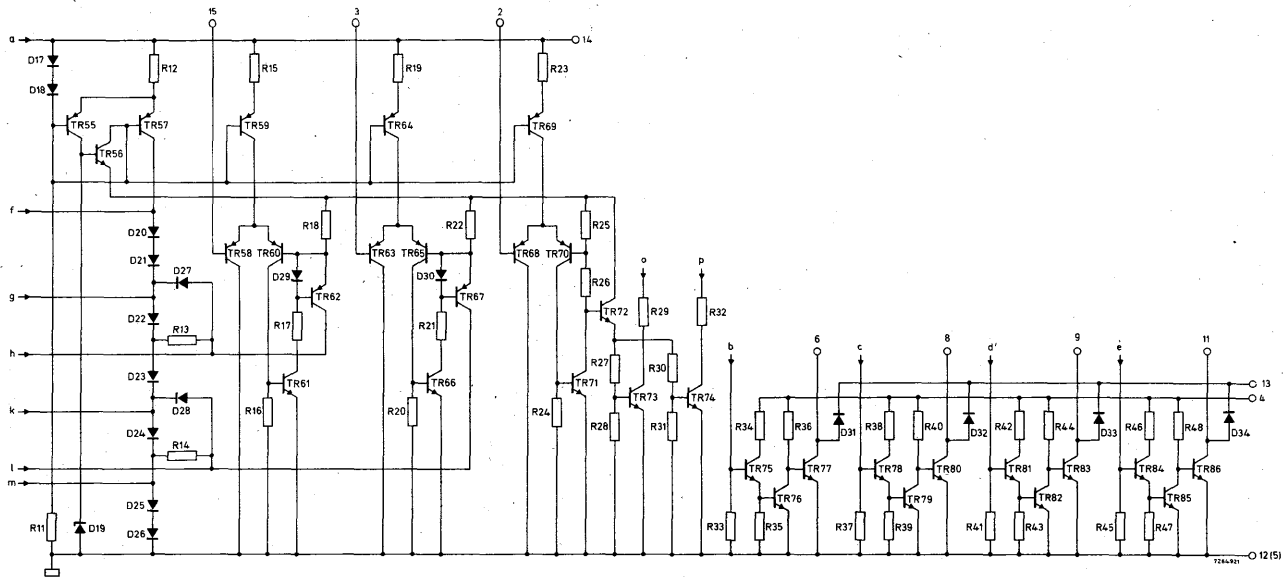 15
3
2
a
14
D17
R12
R15
R19
R23
D18
TR55
TR57
TR59
TR64
TR69
TR56
f
R18
R22
R25
D20
D21
TR58
TR60
TR63
TR65
TR68
TR70
o
p
D27
D29
D30
R26
g
TR62
TR67
TR72
R29
R32
D22
R13
R17
R21
h
b
6
c
8
d'
9
e
11
D23
R27
R30
TR61
TR66
TR71
13
D28
TR73
TR74
4
k
R16
R20
R24
D31
D32
D33
D34
D24
R28
R31
R34
R36
R38
R40
R42
R44
R46
R48
R14
l
TR75
TR77
TR78
TR80
TR81
TR83
TR84
TR86
m
TR76
TR79
TR82
TR85
D25
R11
D19
R33
R35
R37
R39
R41
R43
R45
R47
D26
12(5)
7284921